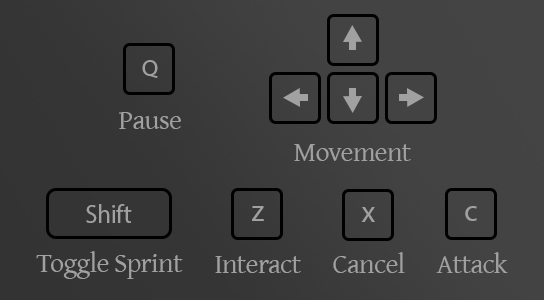 Q
Pause
Movement
Shift
Toggle Sprint
Z
Interact
X
Cancel
C
Attack